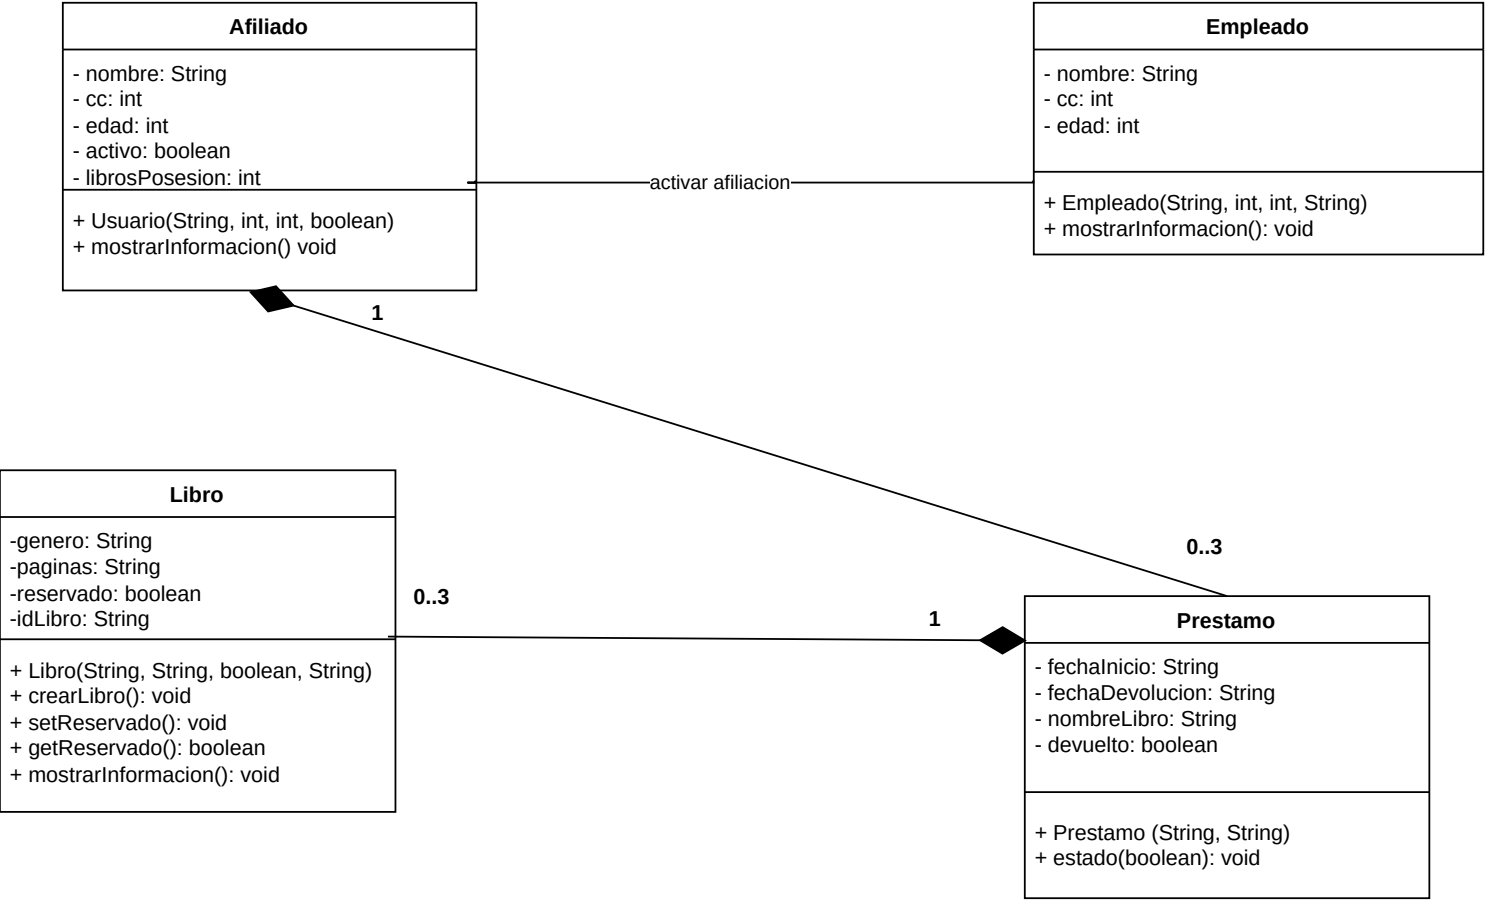 Afiliado
- nombre: String
- cc: int
- edad: int
- activo: boolean
- librosPosesion: int
+ Usuario(String, int, int, boolean)
+ mostrarInformacion() void
activar afiliacion
Empleado
- nombre: String
- cc: int
- edad: int
+ Empleado(String, int, int, String)
+ mostrarInformacion(): void
1
0..3
Libro
-genero: String
-paginas: String
-reservado: boolean
-idLibro: String
+ Libro(String, String, boolean, String)
+ crearLibro(): void
+ setReservado(): void
+ getReservado(): boolean
+ mostrarInformacion(): void
0..3
1
Prestamo
- fechaInicio: String
- fechaDevolucion: String
- nombreLibro: String
- devuelto: boolean
+ Prestamo (String, String)
+ estado(boolean): void